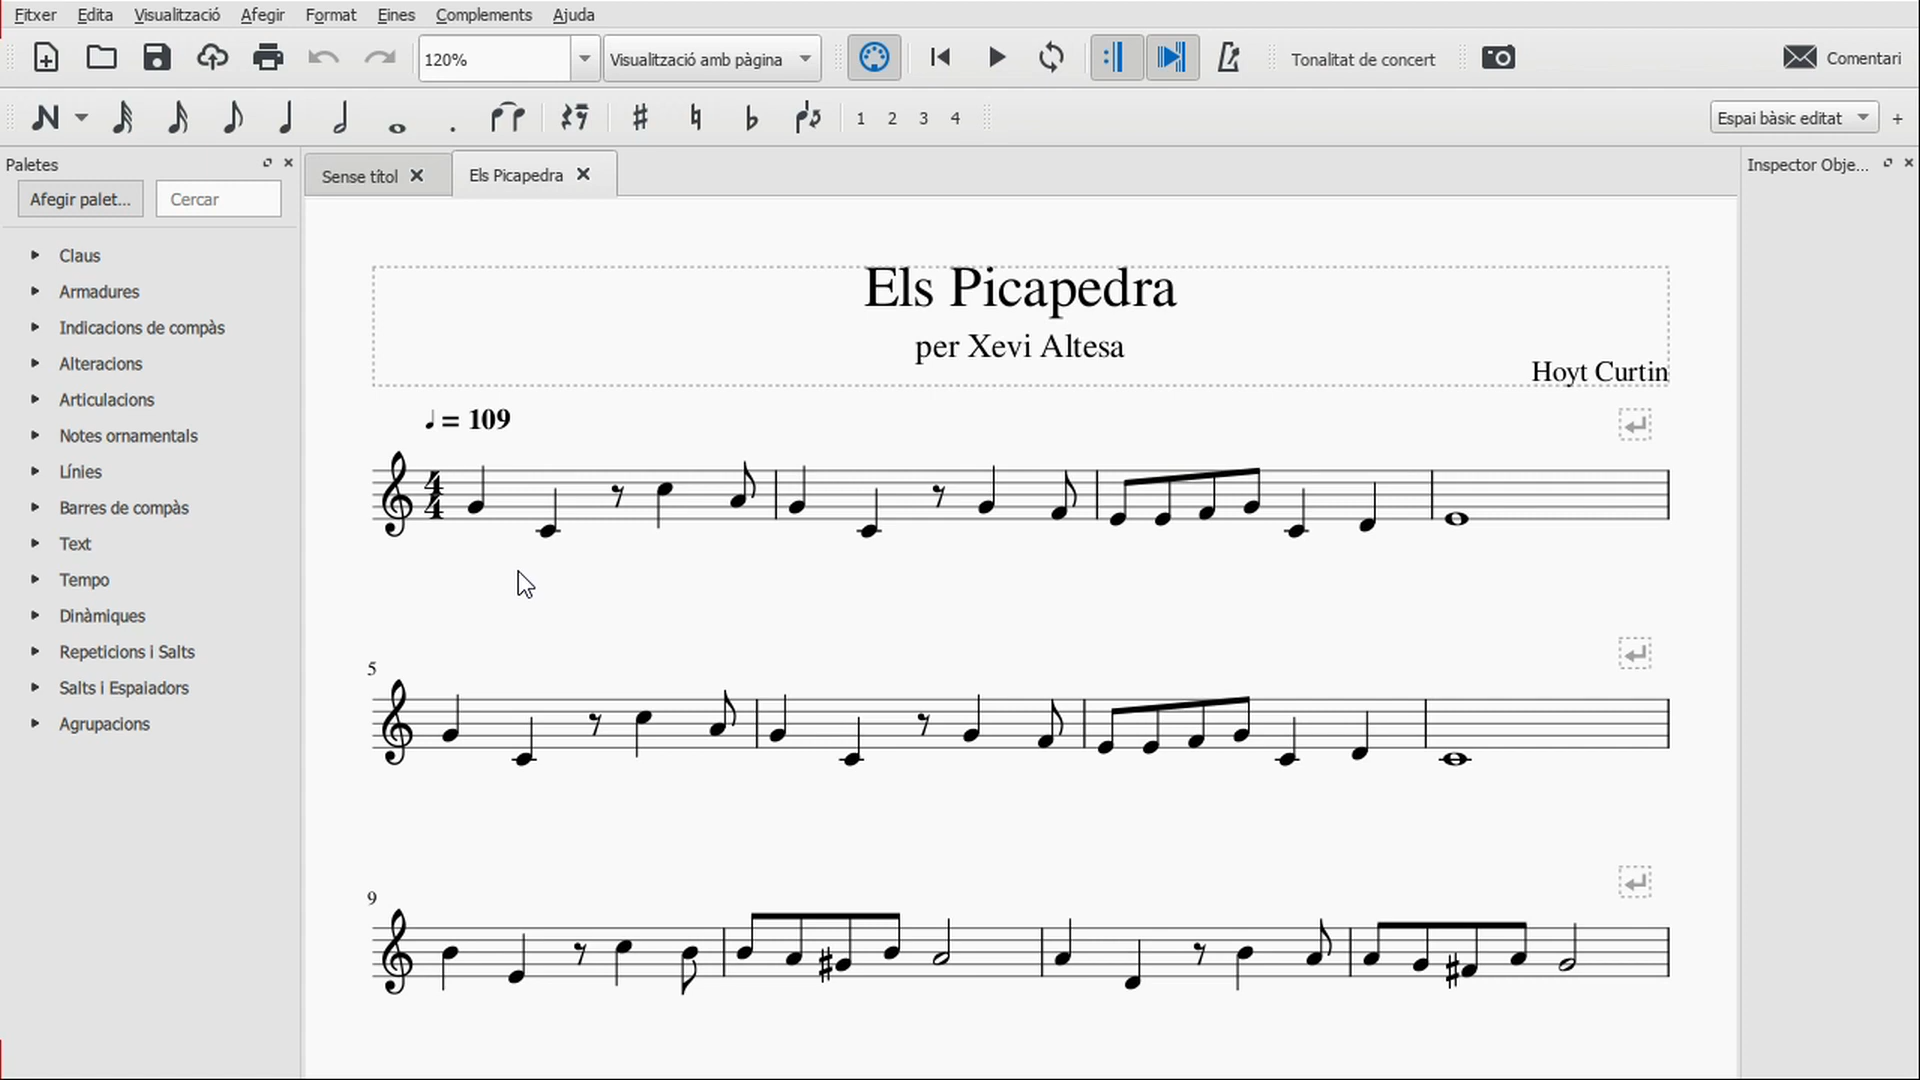 Fitxer Edita Visualització Afegir Format Eines Complements Ajuda
120% Visualització amb pàgina Tonalitat de concert Comentari
1 2 3 4 Espai bàsic editat +
Paletes
Afegir palet... Cercar
Claus
Armadures
Indicacions de compàs
Alteracions
Articulacions
Notes ornamentals
Línies
Barres de compàs
Text
Tempo
Dinàmiques
Repeticions i Salts
Salts i Espaiadors
Agrupacions
Sense títol Els Picapedra
Inspector Obje...
Els Picapedra
per Xevi Altesa
Hoyt Curtin
= 109
4
4
5
9